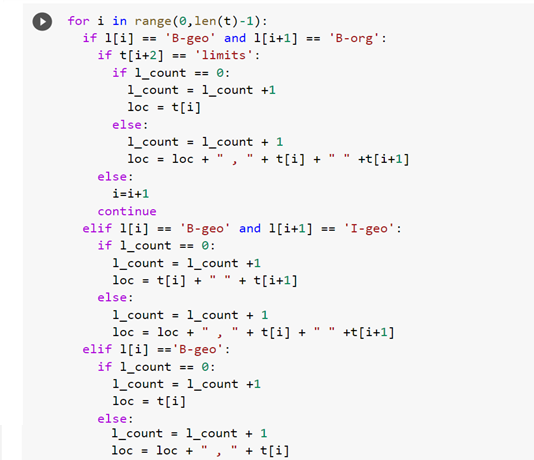 for i in range(0,len(t)-1):
  if l[i] == 'B-geo' and l[i+1] == 'B-org':
    if t[i+2] == 'limits':
      if l_count == 0:
        l_count = l_count +1
        loc = t[i]
      else:
        l_count = l_count + 1
        loc = loc + " , " + t[i] + " " +t[i+1]
    else:
      i=i+1
    continue
  elif l[i] == 'B-geo' and l[i+1] == 'I-geo':
    if l_count == 0:
      l_count = l_count +1
      loc = t[i] + " " + t[i+1]
    else:
      l_count = l_count + 1
      loc = loc + " , " + t[i] + " " +t[i+1]
  elif l[i] =='B-geo':
    if l_count == 0:
      l_count = l_count +1
      loc = t[i]
    else:
      l_count = l_count + 1
      loc = loc + " , " + t[i]